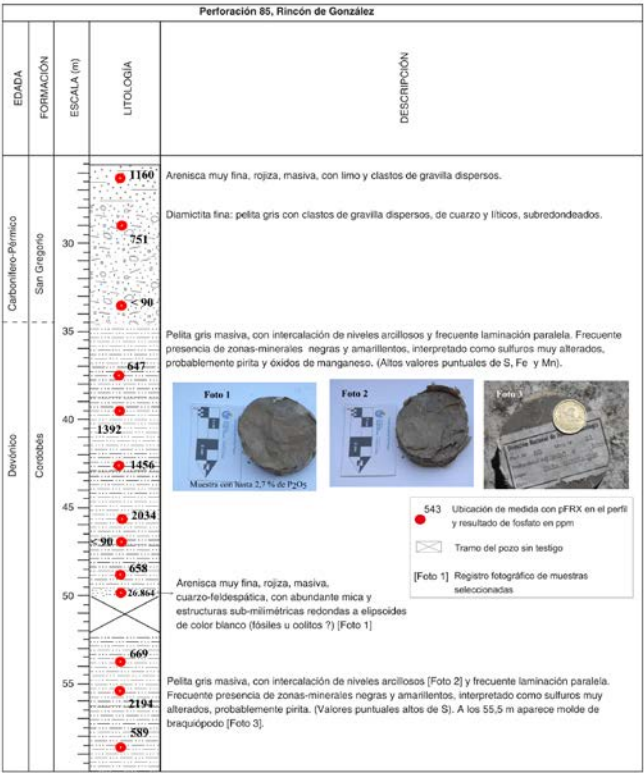 Perforación 85, Rincón de González
EDADA
FORMACIÓN
ESCALA (m)
LITOLOGÍA
DESCRIPCIÓN
Carbonífero-Pérmico
San Gregorio
Devónico
Cordobés
30
35
40
45
50
55
1160
751
< 90
647
1392
1456
2034
< 90
658
26.864
669
2194
589
Arenisca muy fina, rojiza, masiva, con limo y clastos de gravilla dispersos.
Diamictita fina: pelita gris con clastos de gravilla dispersos, de cuarzo y líticos, subredondeados.
Pelita gris masiva, con intercalación de niveles arcillosos y frecuente laminación paralela. Frecuente
presencia de zonas-minerales negras y amarillentos, interpretado como sulfuros muy alterados,
probablemente pirita y óxidos de manganeso. (Altos valores puntuales de S, Fe y Mn).
Foto 1
Muestra con hasta 2,7 % de P2O5
Foto 2
Foto 3
543 Ubicación de medida con pFRX en el perfil
y resultado de fosfato en ppm
Tramo del pozo sin testigo
[Foto 1] Registro fotográfico de muestras
seleccionadas
Arenisca muy fina, rojiza, masiva,
cuarzo-feldespática, con abundante mica y
estructuras sub-milimétricas redondas a elipsoides
de color blanco (fósiles u oolitos ?) [Foto 1]
Pelita gris masiva, con intercalación de niveles arcillosos [Foto 2] y frecuente laminación paralela.
Frecuente presencia de zonas-minerales negras y amarillentos, interpretado como sulfuros muy
alterados, probablemente pirita. (Valores puntuales altos de S). A los 55,5 m aparece molde de
braquiópodo [Foto 3].